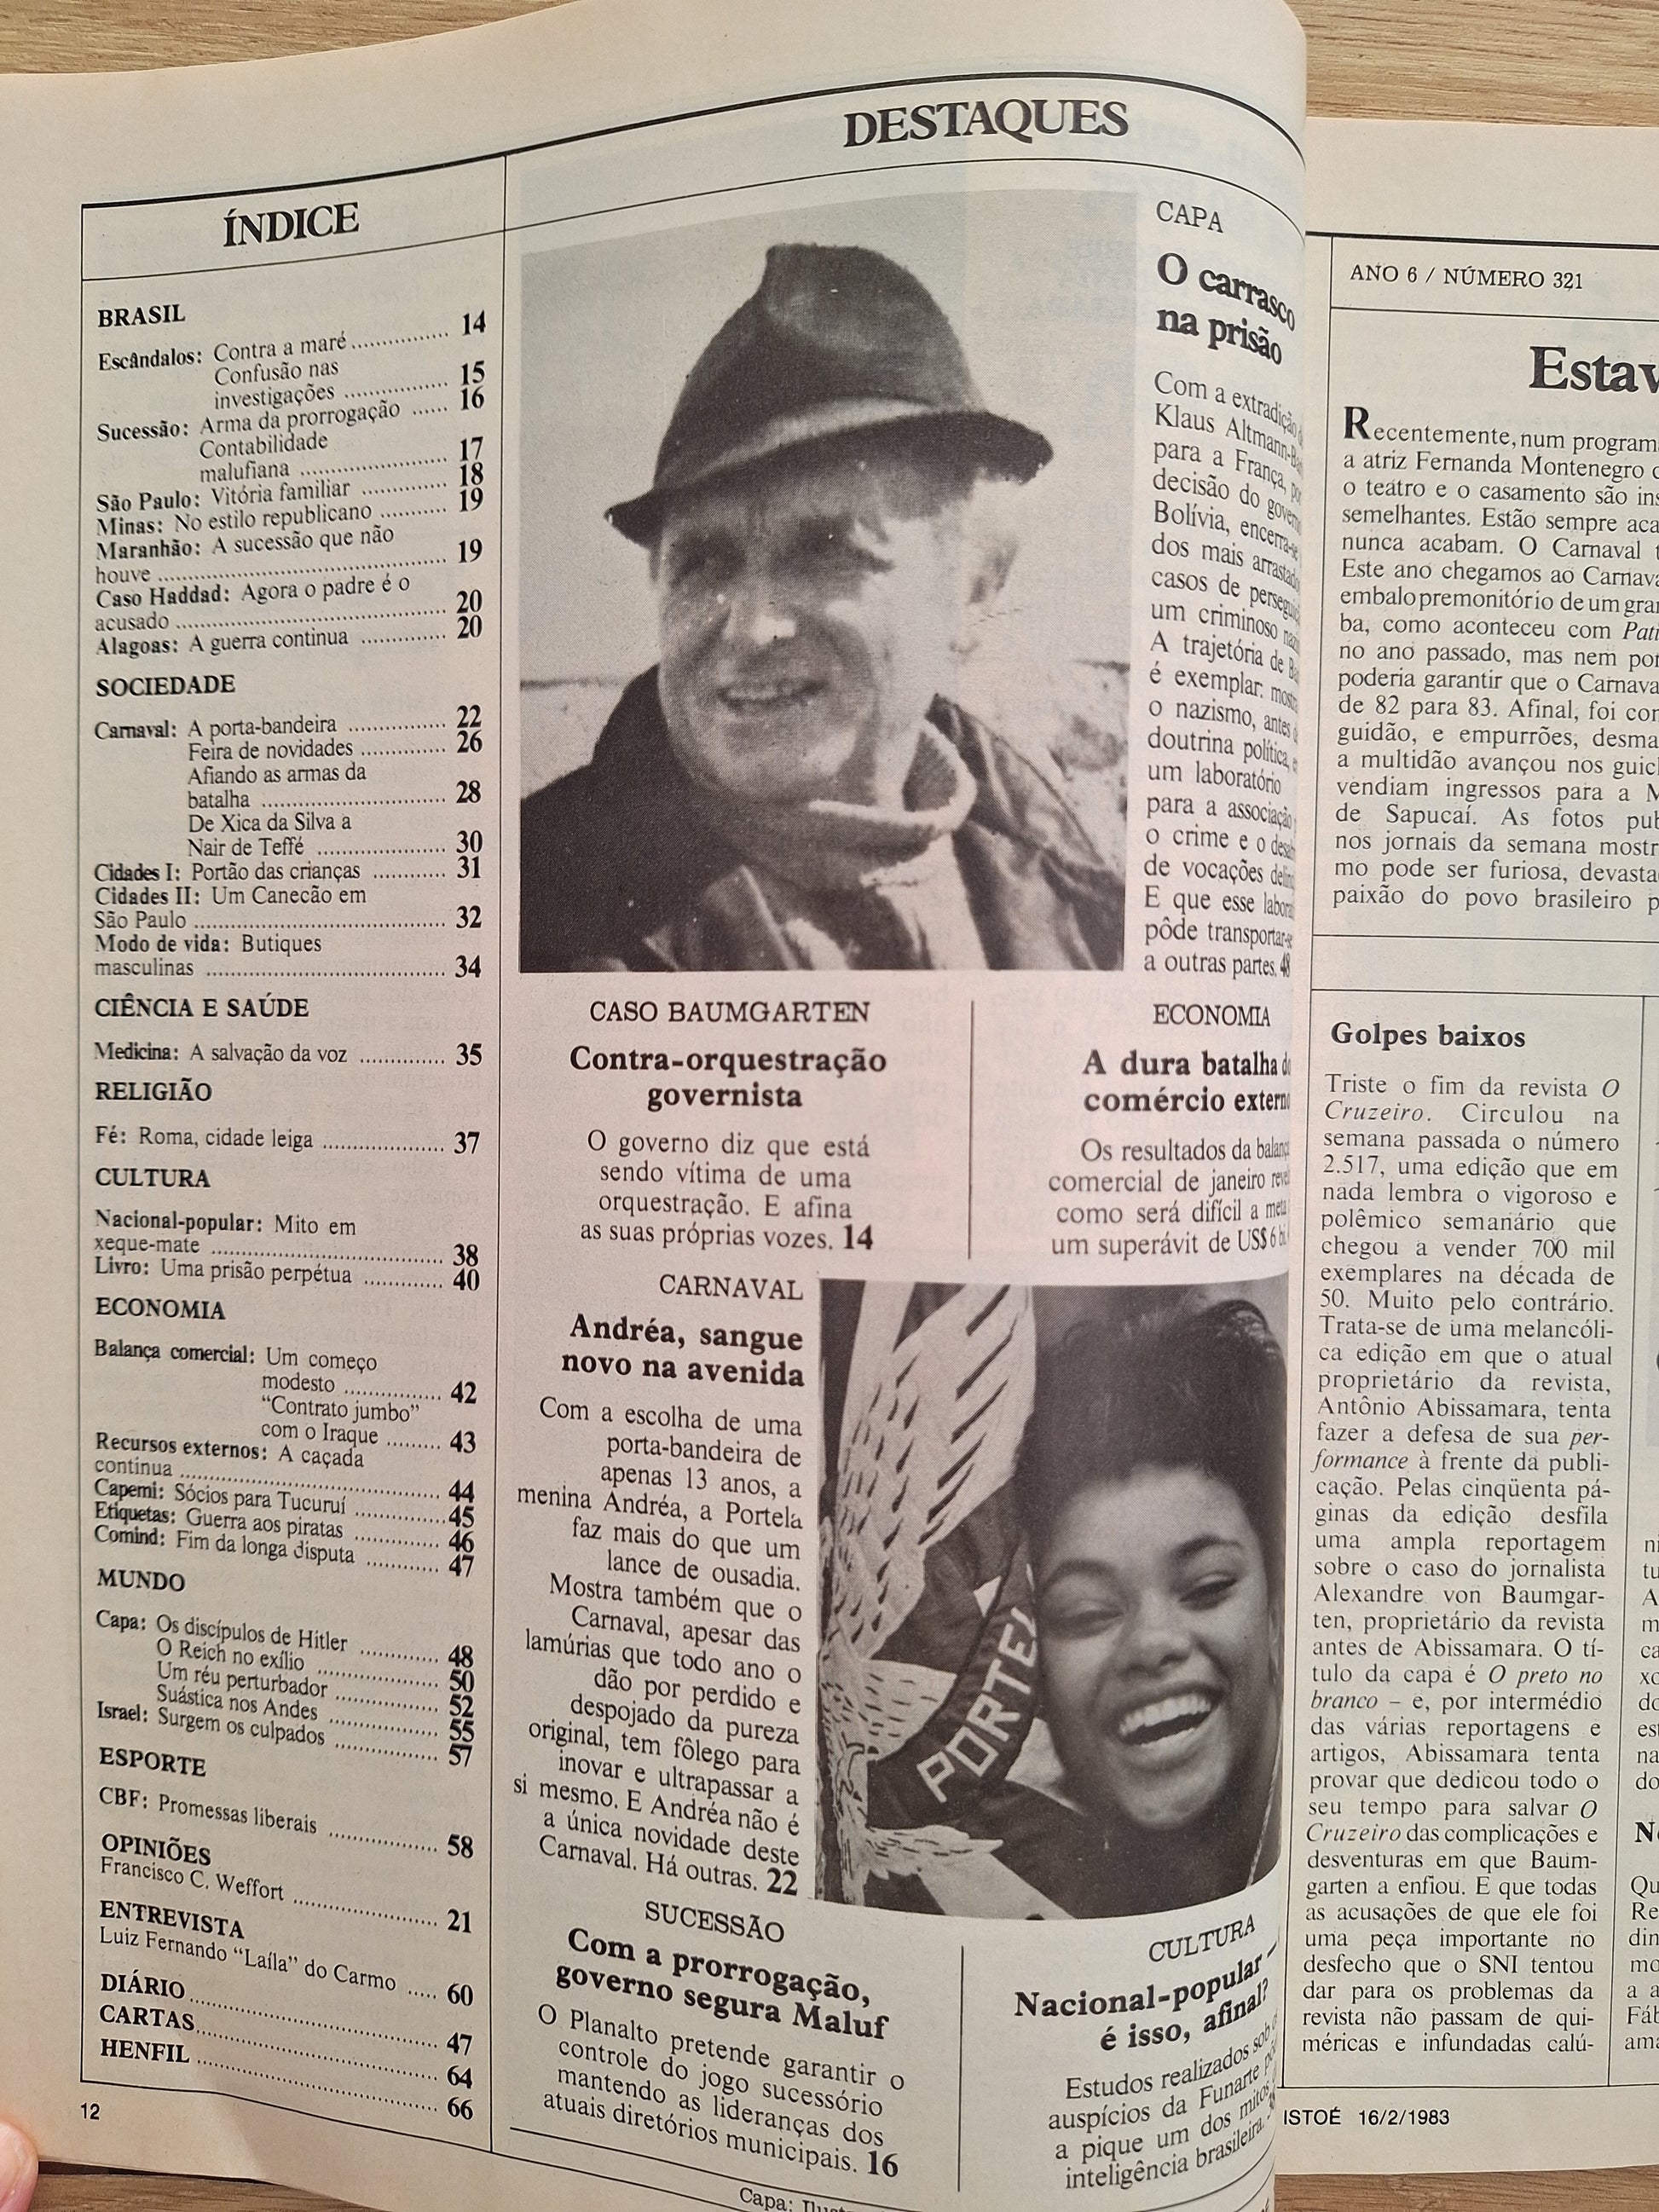 DESTAQUES
ÍNDICE
BRASIL
Escândalos: Contra a maré ............... 14
Confusão nas
investigações ............... 15
Sucessão: Arma da prorrogação ...... 16
Contabilidade
malufiana ..................... 17
São Paulo: Vitória familiar ............ 18
Minas: No estilo republicano .......... 19
Maranhão: A sucessão que não
houve ......................................... 19
Caso Haddad: Agora o padre é o
acusado ...................................... 20
Alagoas: A guerra continua ............ 20
SOCIEDADE
Carnaval: A porta-bandeira ............. 22
Feira de novidades ............ 26
Afiando as armas da
batalha .......................... 28
De Xica da Silva a
Nair de Teffé .................. 30
Cidades I: Portão das crianças ......... 31
Cidades II: Um Canecão em
São Paulo ................................... 32
Modo de vida: Butiques
masculinas .................................. 34
CIÊNCIA E SAÚDE
Medicina: A salvação da voz ........... 35
RELIGIÃO
Fé: Roma, cidade leiga .................. 37
CULTURA
Nacional-popular: Mito em
xeque-mate ................................. 38
Livro: Uma prisão perpétua ........... 40
ECONOMIA
Balança comercial: Um começo
modesto ............... 42
“Contrato jumbo”
com o Iraque ......... 43
Recursos externos: A caçada
continua ..................................... 44
Capemi: Sócios para Tucuruí .......... 45
Etiquetas: Guerra aos piratas .......... 46
Comind: Fim da longa disputa ......... 47
MUNDO
Capa: Os discípulos de Hitler .......... 48
O Reich no exílio .................. 50
Um réu perturbador .............. 52
Suástica nos Andes ............... 55
Israel: Surgem os culpados ............. 57
ESPORTE
CBF: Promessas liberais ................ 58
OPINIÕES
Francisco C. Weffort .................... 21
ENTREVISTA
Luiz Fernando “Laíla” do Carmo ..... 60
DIÁRIO .................................... 47
CARTAS .................................... 64
HENFIL .................................... 66
12
CAPA
O carrasco
na prisão
Com a extradição
Klaus
para a França, por
decisão do governo
Bolívia, encerra-se
dos mais
casos de
um criminoso
A trajetória de
é exemplar:
o nazismo, antes
doutrina política,
um laboratório
para a associação
o crime e o
de vocações
E que esse
pôde transportar-se
a outras partes. 48
CASO BAUMGARTEN
Contra-orquestração
governista
O governo diz que está
sendo vítima de uma
orquestração. E afina
as suas próprias vozes. 14
ECONOMIA
A dura batalha
comércio
Os resultados da
comercial de janeiro
como será difícil a meta
um superávit de US$ 6
CARNAVAL
Andréa, sangue
novo na avenida
Com a escolha de uma
porta-bandeira de
apenas 13 anos, a
menina Andréa, a Portela
faz mais do que um
lance de ousadia.
Mostra também que o
Carnaval, apesar das
lamúrias que todo ano o
dão por perdido e
despojado da pureza
original, tem fôlego para
inovar e ultrapassar a
si mesmo. E Andréa não é
a única novidade deste
Carnaval. Há outras. 22
PORTEL
SUCESSÃO
Com a prorrogação,
governo segura Maluf
O Planalto pretende garantir o
controle do jogo sucessório
mantendo as lideranças dos
atuais diretórios municipais. 16
CULTURA
Nacional-popular –
é isso, afinal?
Estudos realizados sob
auspícios da Funarte
a pique um dos mitos
inteligência brasileira.
Capa:
ANO 6 / NÚMERO 321
Estav
Recentemente, num
a atriz Fernanda Montenegro
o teatro e o casamento são
semelhantes. Estão sempre
nunca acabam. O Carnaval
Este ano chegamos ao
embalo premonitório de um
ba, como aconteceu com
no ano passado, mas nem
poderia garantir que o
de 82 para 83. Afinal, foi
guidão, e empurrões,
a multidão avançou nos
vendiam ingressos para a
de Sapucaí. As fotos
nos jornais da semana
mo pode ser furiosa,
paixão do povo brasileiro
Golpes baixos
Triste o fim da revista O
Cruzeiro. Circulou na
semana passada o número
2.517, uma edição que em
nada lembra o vigoroso e
polêmico semanário que
chegou a vender 700 mil
exemplares na década de
50. Muito pelo contrário.
Trata-se de uma melancóli-
ca edição em que o atual
proprietário da revista,
Antônio Abissamara, tenta
fazer a defesa de sua per-
formance à frente da publi-
cação. Pelas cinqüenta pá-
ginas da edição desfila
uma ampla reportagem
sobre o caso do jornalista
Alexandre von Baumgar-
ten, proprietário da revista
antes de Abissamara. O tí-
tulo da capa é O preto no
branco – e, por intermédio
das várias reportagens e
artigos, Abissamara tenta
provar que dedicou todo o
seu tempo para salvar O
Cruzeiro das complicações e
desventuras em que Baum-
garten a enfiou. E que todas
as acusações de que ele foi
uma peça importante no
desfecho que o SNI tentou
dar para os problemas da
revista não passam de qui-
méricas e infundadas calú-
ISTOÉ 16/2/1983